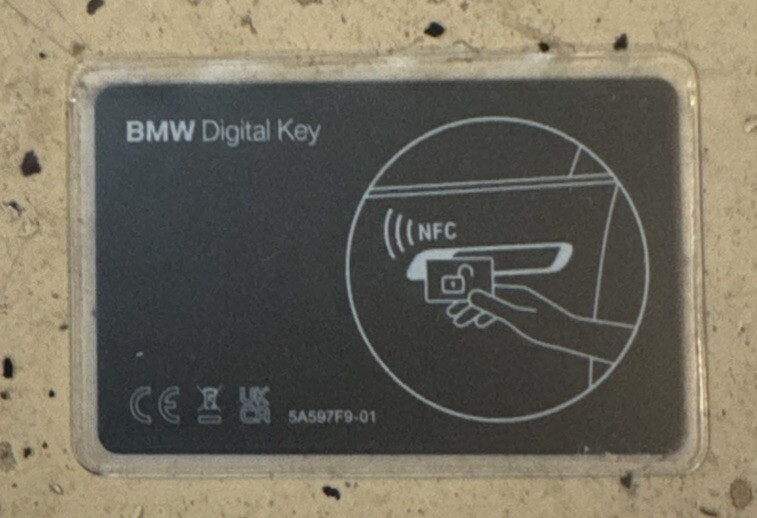 BMW Digital Key
NFC
CE UK CA 5A597F9-01